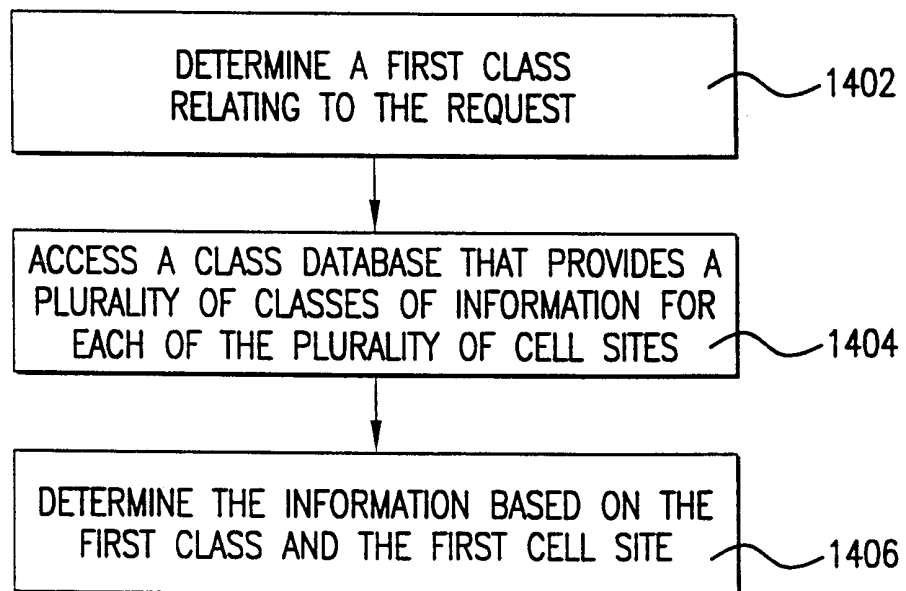 DETERMINE A FIRST CLASS
RELATING TO THE REQUEST
1402
ACCESS A CLASS DATABASE THAT PROVIDES A
PLURALITY OF CLASSES OF INFORMATION FOR
EACH OF THE PLURALITY OF CELL SITES
1404
DETERMINE THE INFORMATION BASED ON THE
FIRST CLASS AND THE FIRST CELL SITE
1406